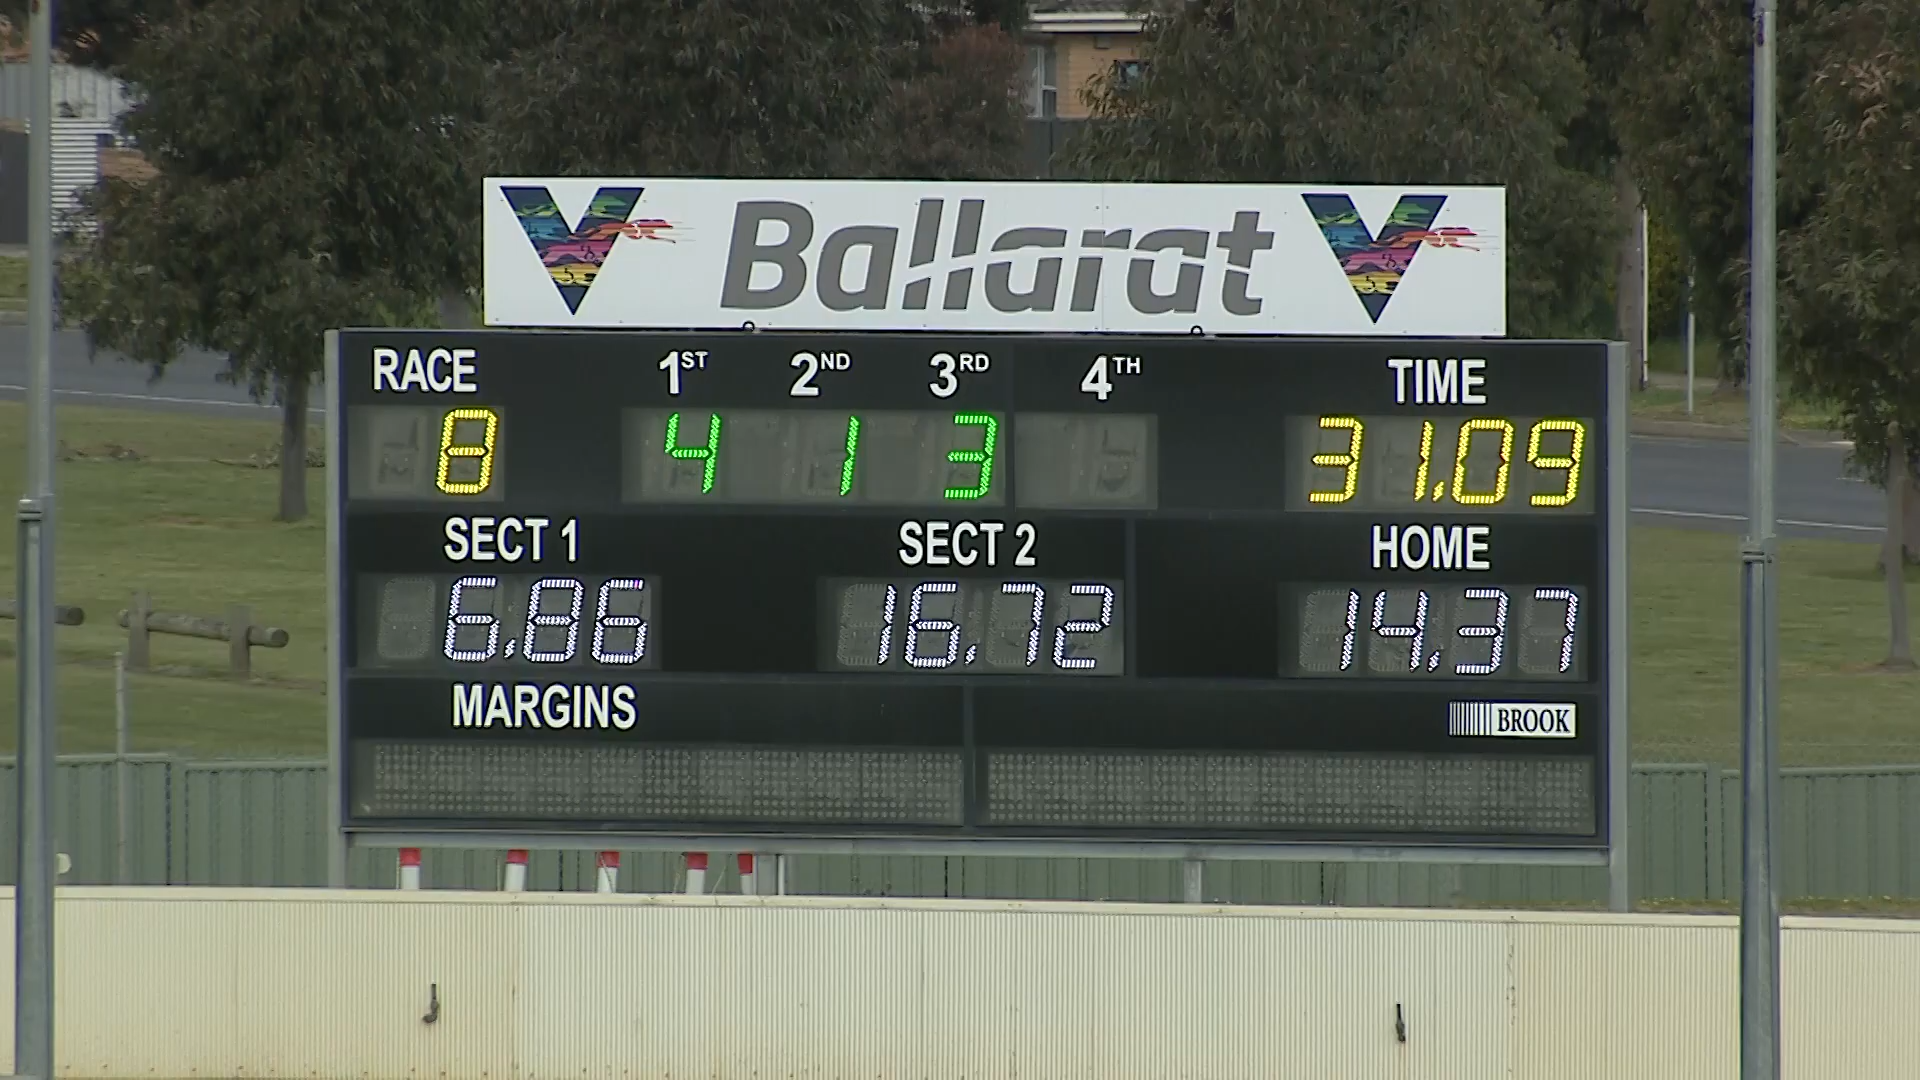 Ballarat
RACE 1ST 2ND 3RD 4TH TIME
8 4 1 3 31.09
SECT 1 SECT 2 HOME
6.86 16.72 14.37
MARGINS
BROOK